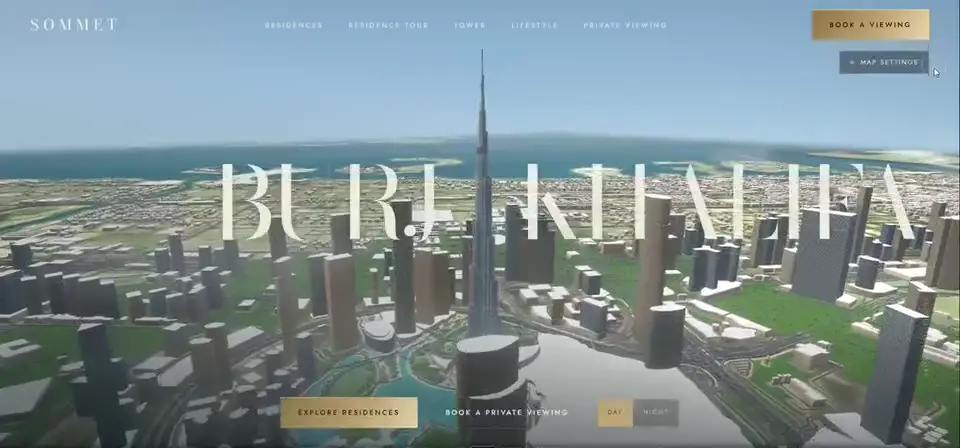 SOMMET
RESIDENCES
RESIDENCE TOUR
TOWER
LIFESTYLE
PRIVATE VIEWING
BOOK A VIEWING
MAP SETTINGS
BURJ KHALIFA
EXPLORE RESIDENCES
BOOK A PRIVATE VIEWING
DAY
NIGHT